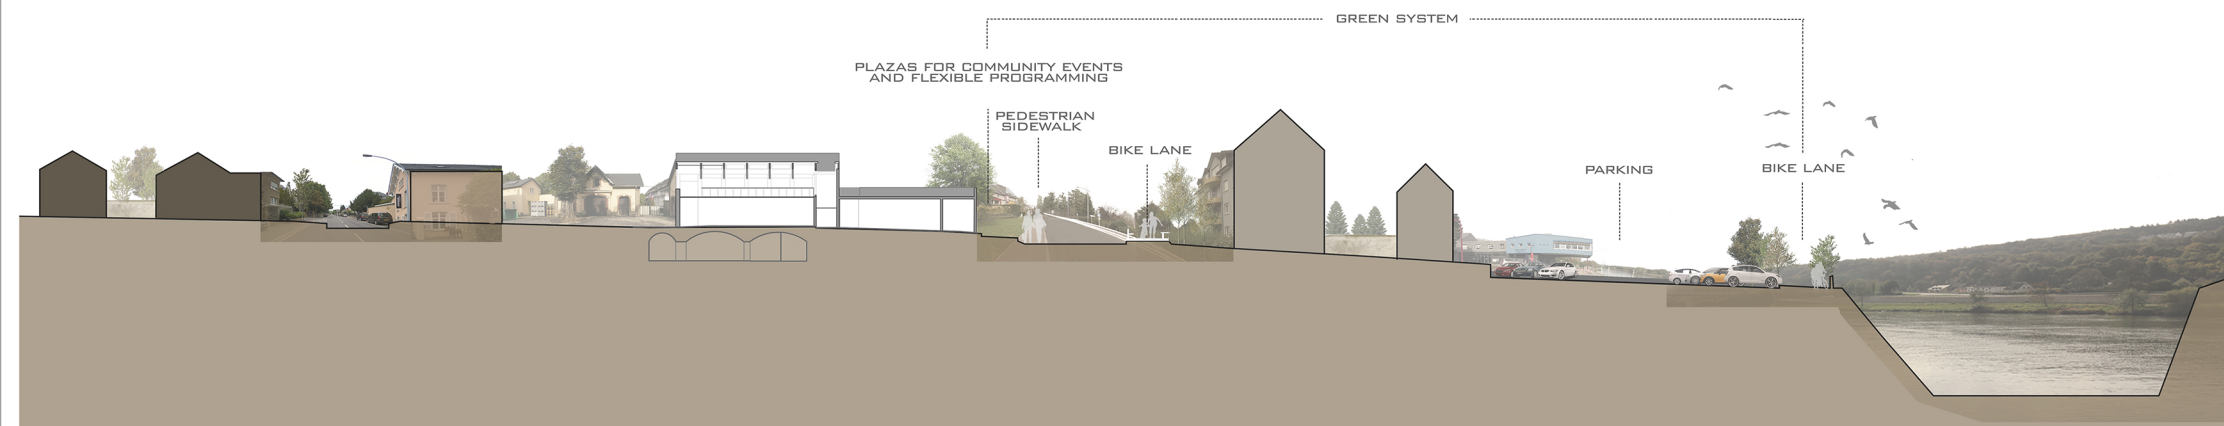 GREEN SYSTEM
PLAZAS FOR COMMUNITY EVENTS
AND FLEXIBLE PROGRAMMING
PEDESTRIAN
SIDEWALK
BIKE LANE
PARKING
BIKE LANE